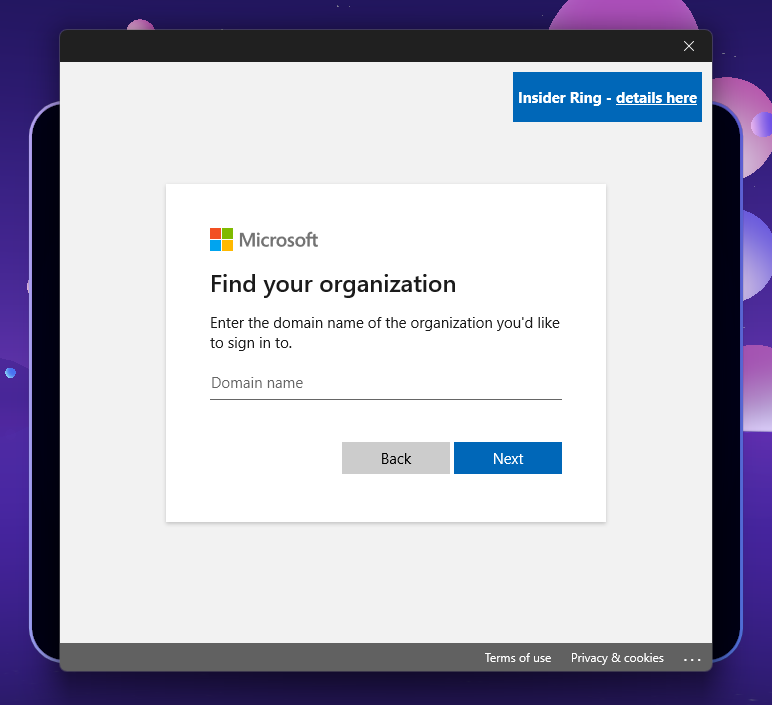 Insider Ring - details here
Microsoft
Find your organization
Enter the domain name of the organization you'd like
to sign in to.
Domain name
Back Next
Terms of use Privacy & cookies ...